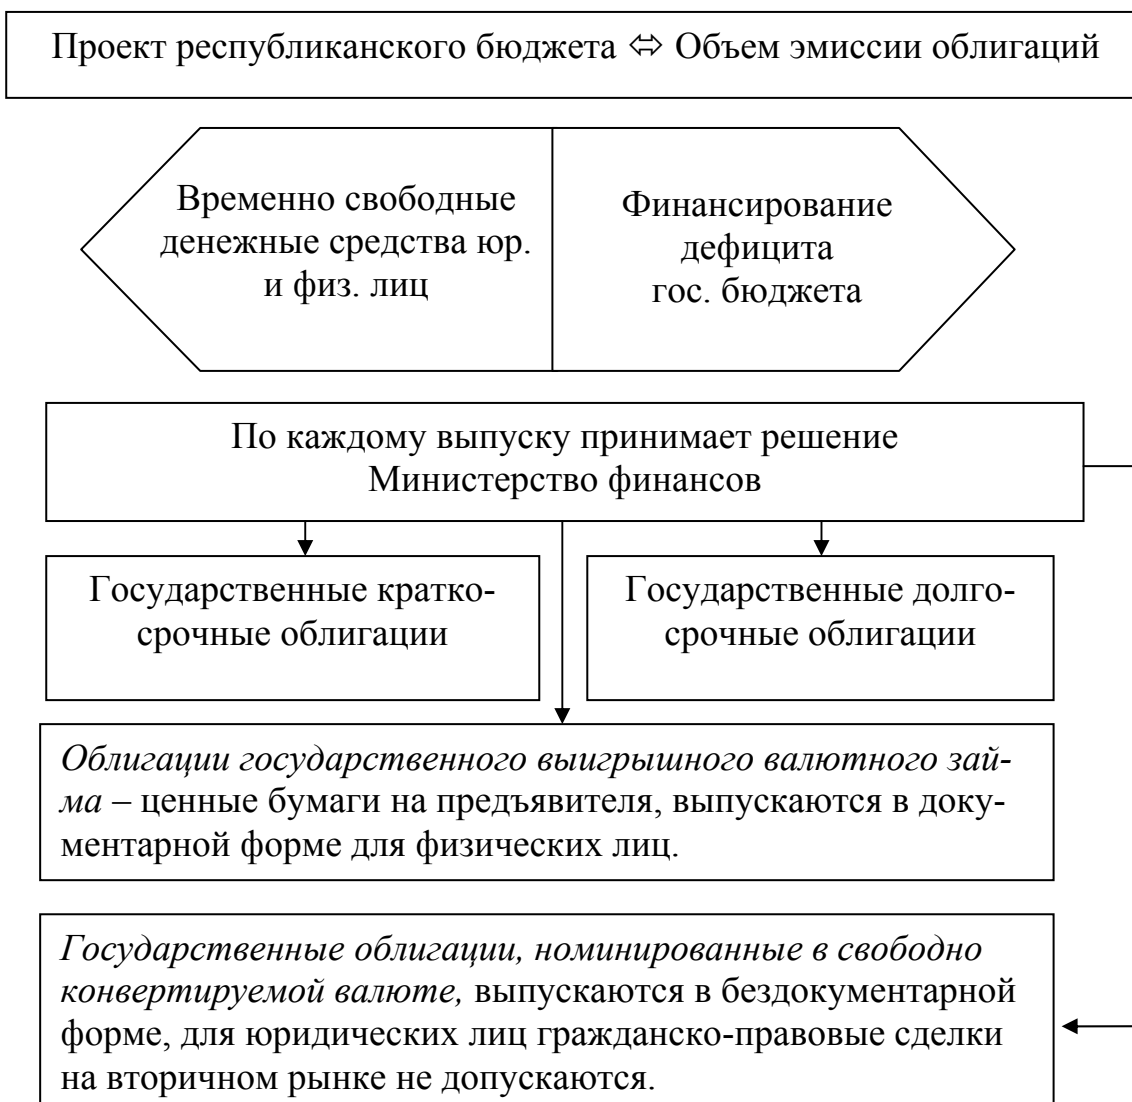 Проект республиканского бюджета ⇔ Объем эмиссии облигаций
Временно свободные
денежные средства юр.
и физ. лиц
Финансирование
дефицита
гос. бюджета
По каждому выпуску принимает решение
Министерство финансов
Государственные кратко-
срочные облигации
Государственные долго-
срочные облигации
Облигации государственного выигрышного валютного зай-
ма – ценные бумаги на предъявителя, выпускаются в доку-
ментарной форме для физических лиц.
Государственные облигации, номинированные в свободно
конвертируемой валюте, выпускаются в бездокументарной
форме, для юридических лиц гражданско-правовые сделки
на вторичном рынке не допускаются.